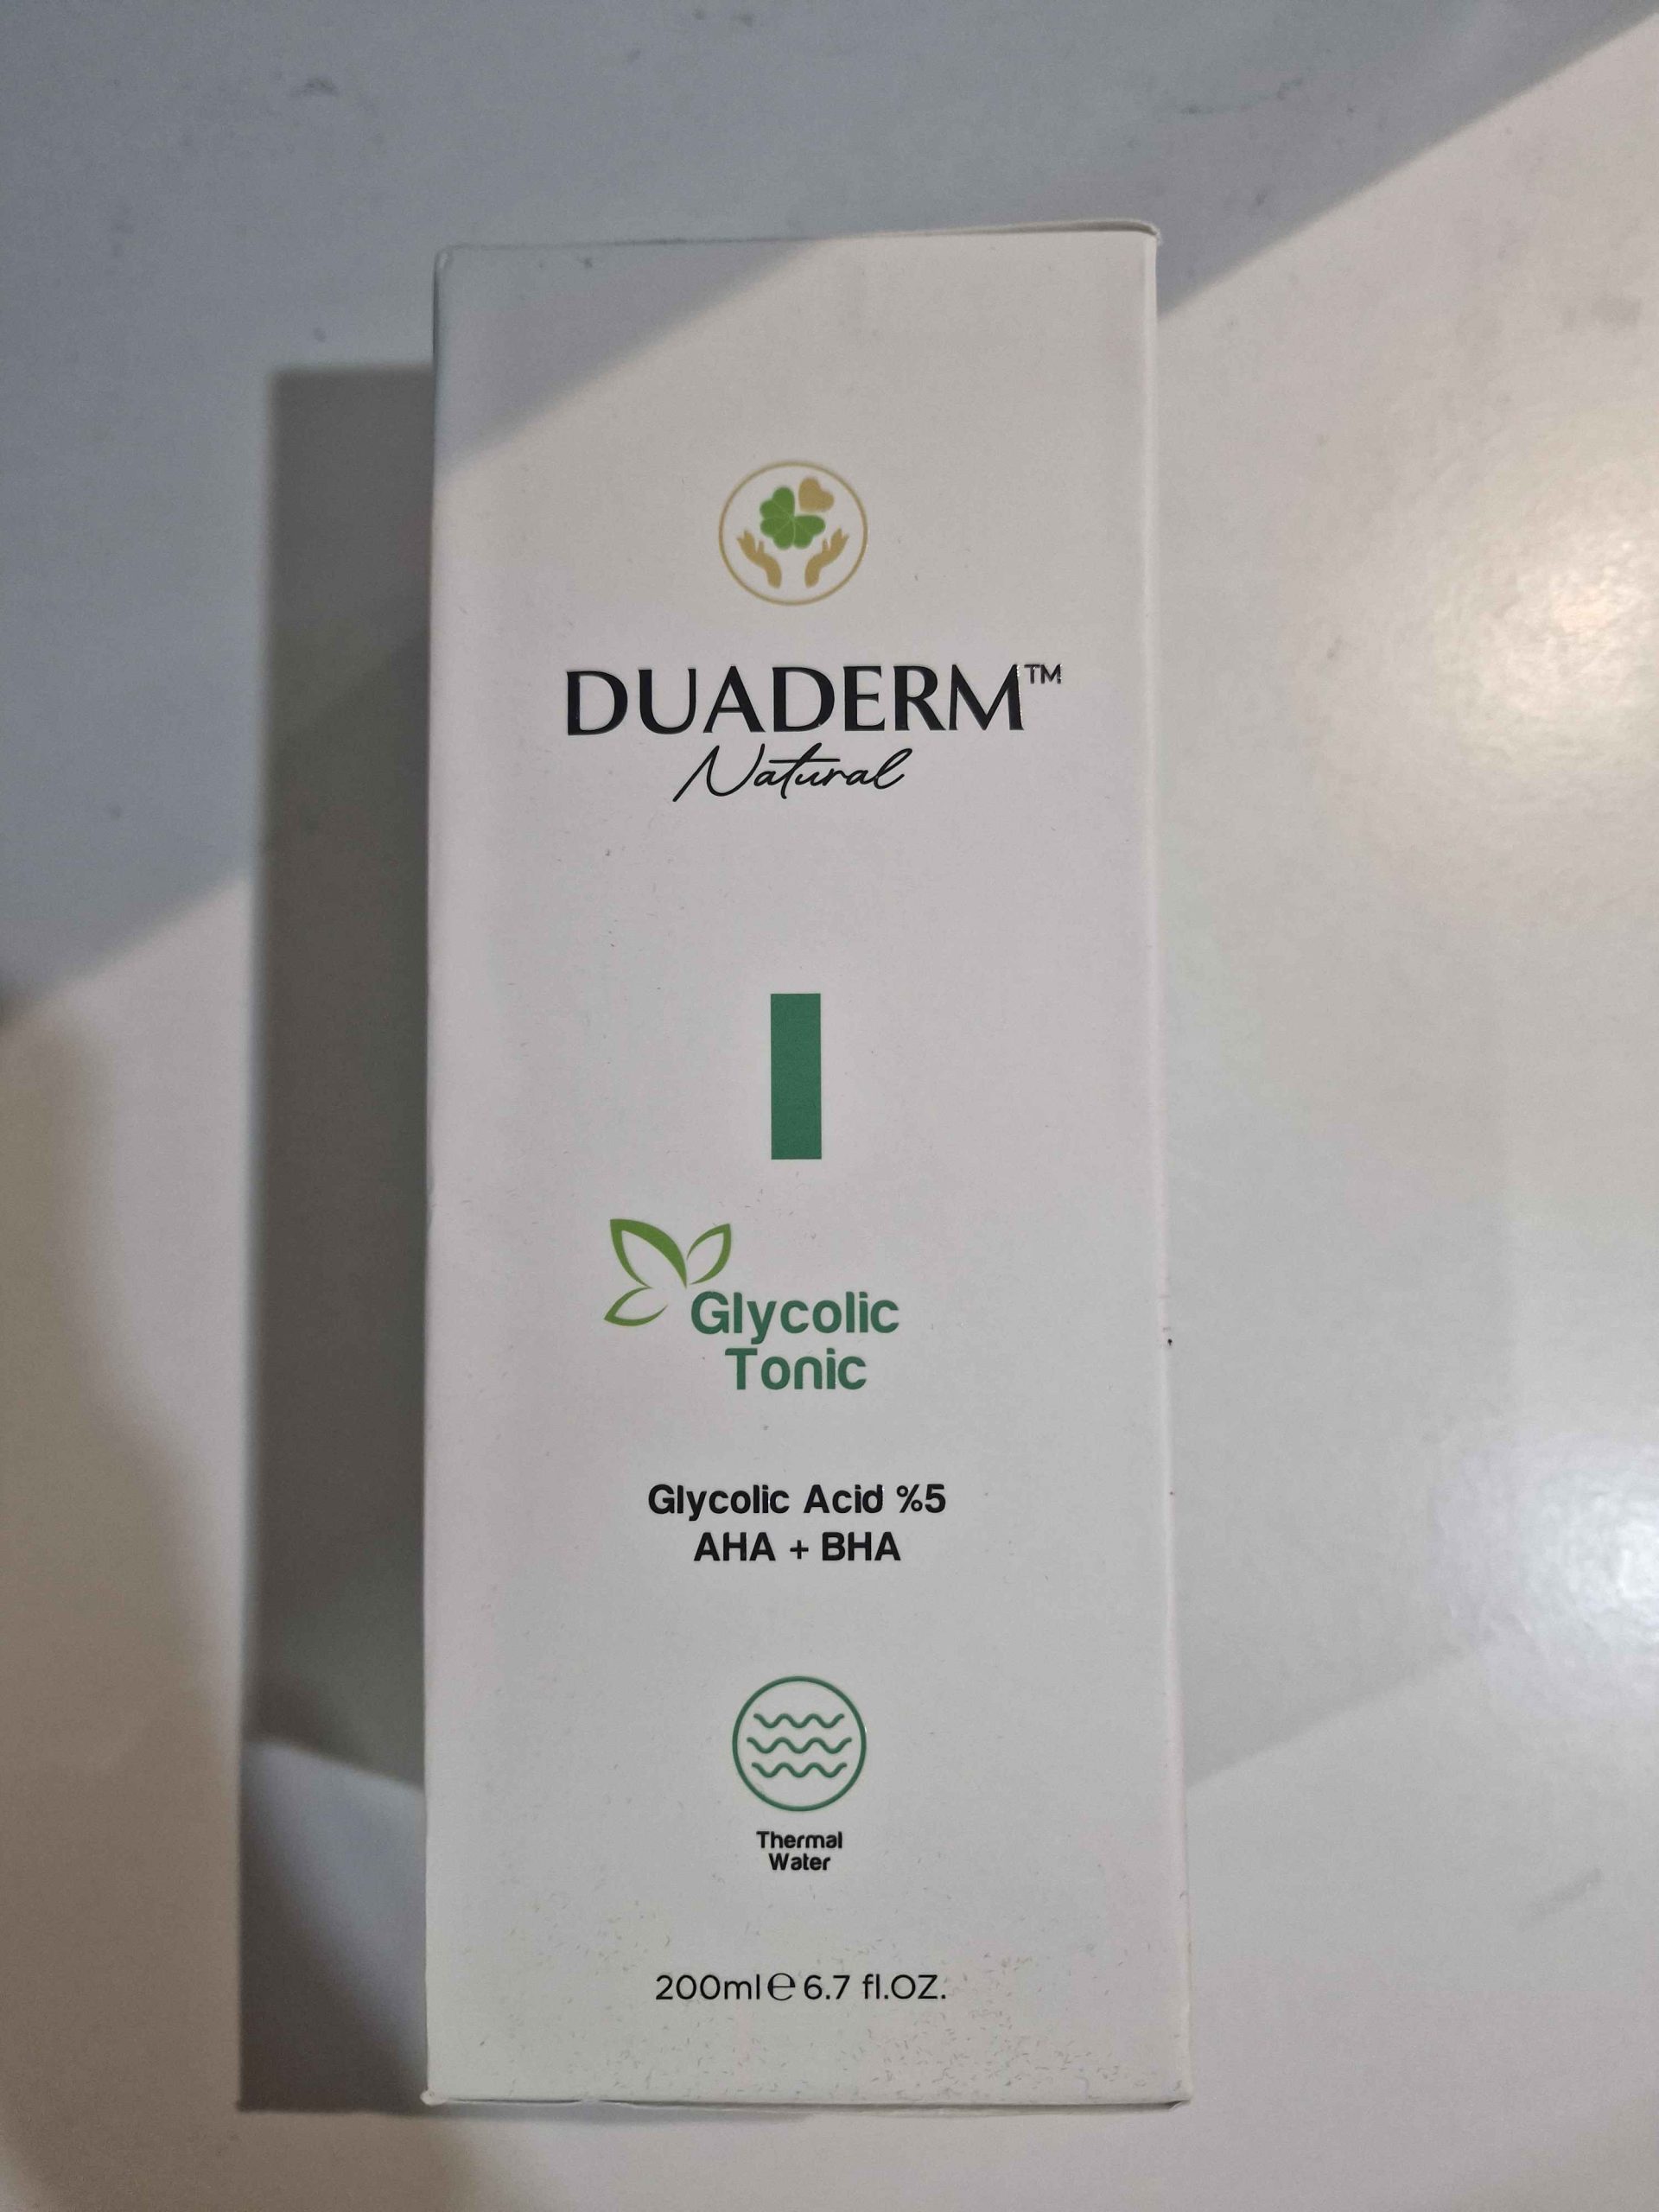 DUADERM™
Natural
Glycolic
Tonic
Glycolic Acid %5
AHA + BHA
Thermal
Water
200ml℮6.7 fl.OZ.